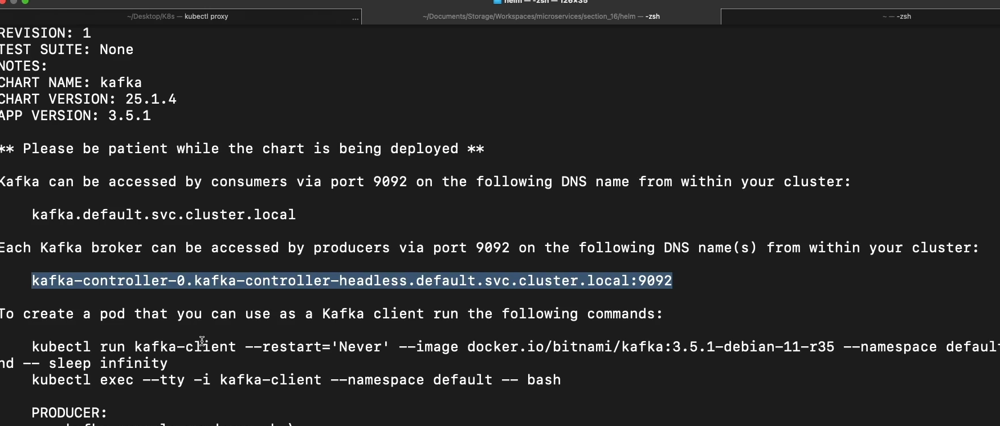 helm — -zsh — 126×35
~/Desktop/K8s — kubectl proxy ... ~/Documents/Storage/Workspaces/microservices/section_16/helm — -zsh ~ — -zsh
REVISION: 1
TEST SUITE: None
NOTES:
CHART NAME: kafka
CHART VERSION: 25.1.4
APP VERSION: 3.5.1
** Please be patient while the chart is being deployed **
Kafka can be accessed by consumers via port 9092 on the following DNS name from within your cluster:
kafka.default.svc.cluster.local
Each Kafka broker can be accessed by producers via port 9092 on the following DNS name(s) from within your cluster:
kafka-controller-0.kafka-controller-headless.default.svc.cluster.local:9092
To create a pod that you can use as a Kafka client run the following commands:
kubectl run kafka-client --restart='Never' --image docker.io/bitnami/kafka:3.5.1-debian-11-r35 --namespace default
nd -- sleep infinity
kubectl exec --tty -i kafka-client --namespace default -- bash
PRODUCER: